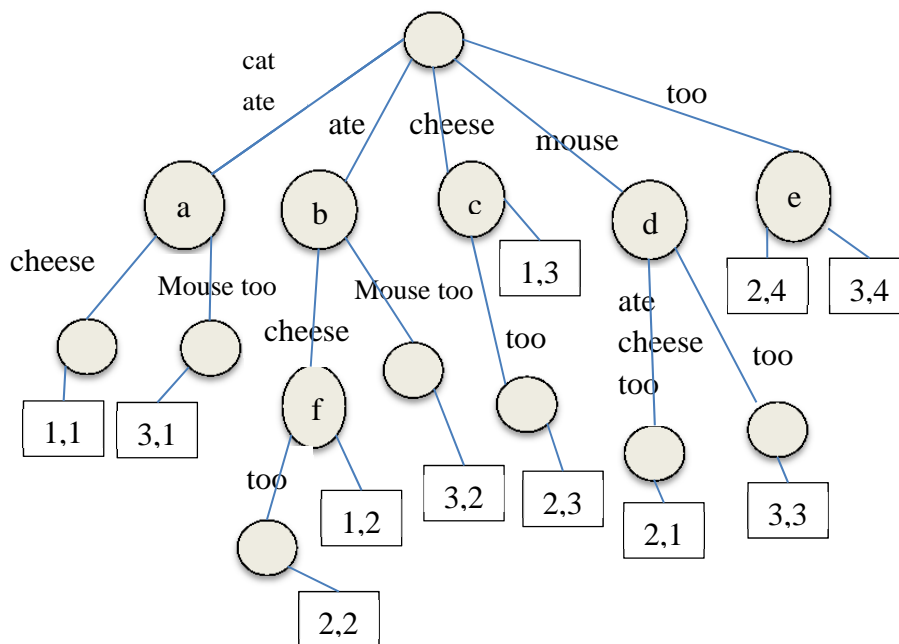 cat
ate
ate
cheese
mouse
too
a
b
c
d
e
cheese
Mouse too
cheese
Mouse too
too
1,3
ate
cheese
too
too
2,4
3,4
1,1
3,1
f
too
1,2
3,2
2,3
2,1
3,3
2,2